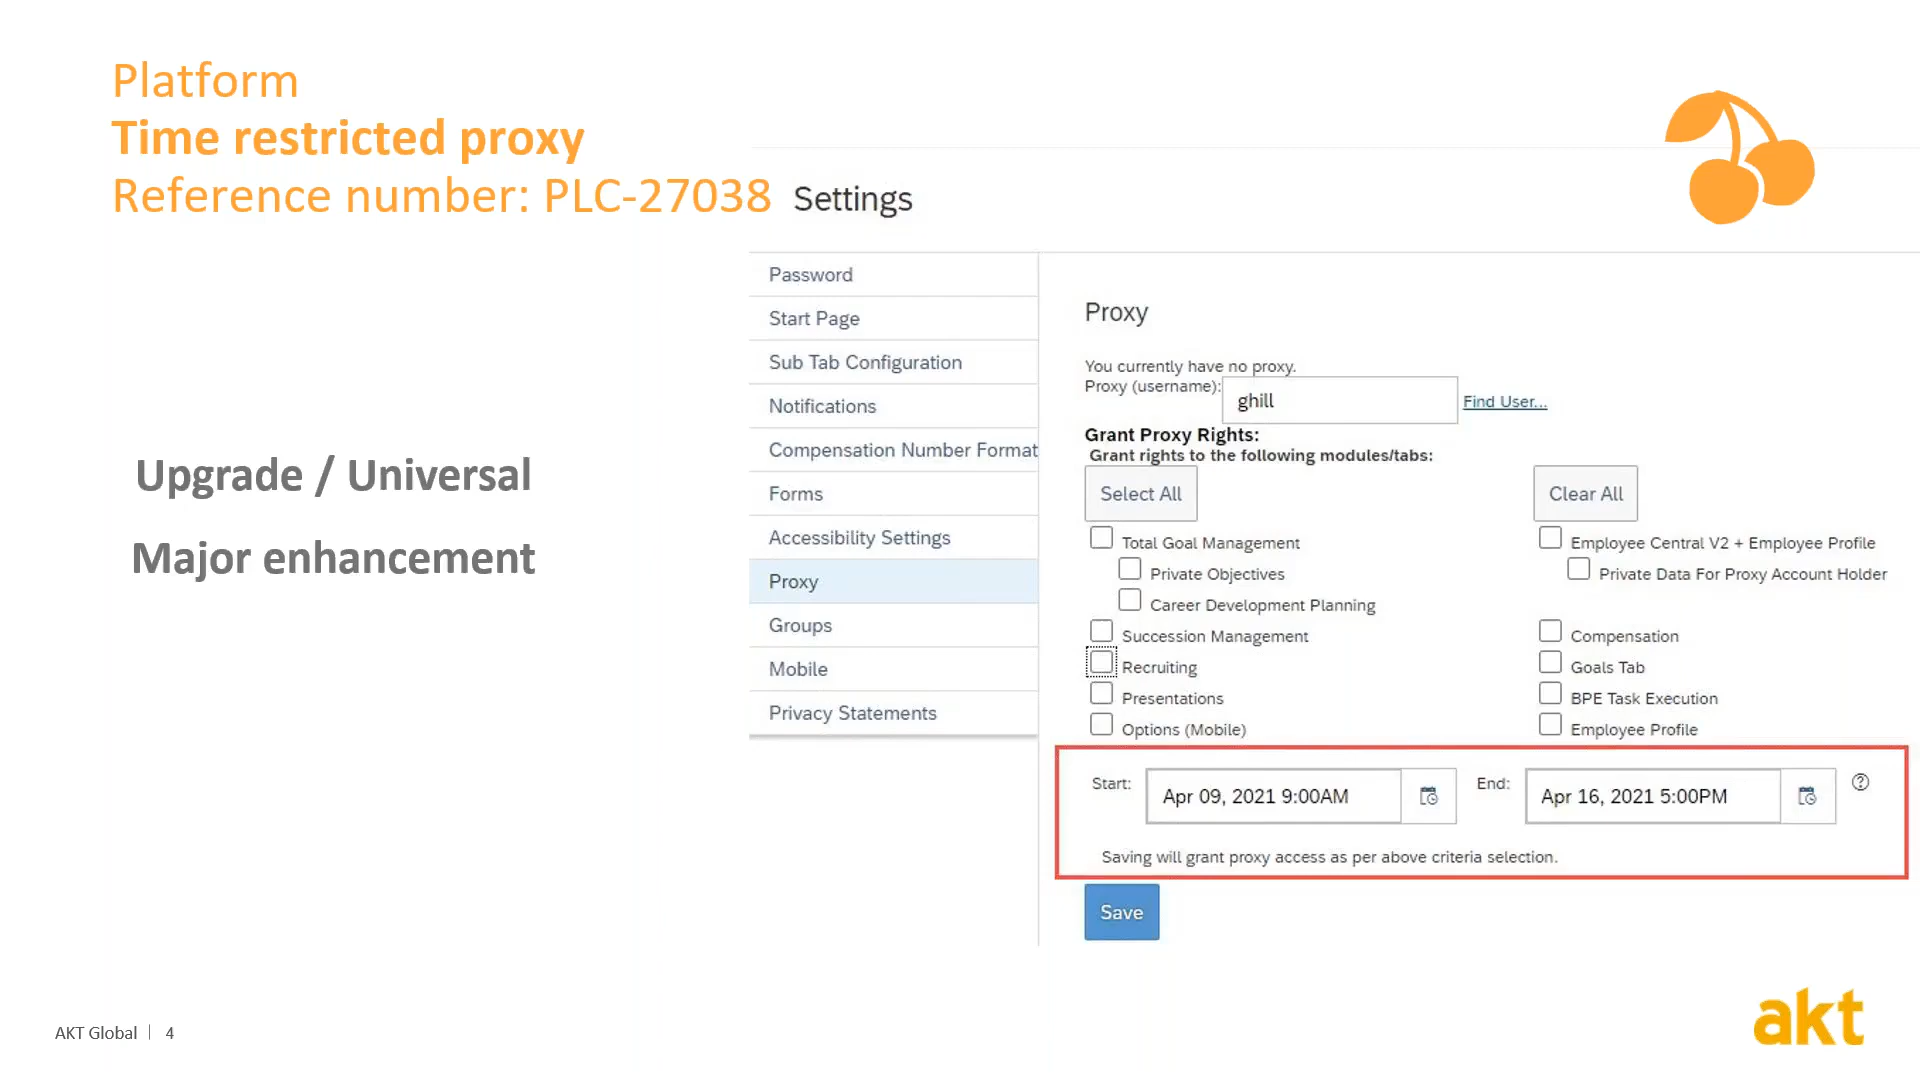 Platform
Time restricted proxy
Reference number: PLC-27038
Settings
Password
Start Page
Sub Tab Configuration
Notifications
Compensation Number Format
Forms
Accessibility Settings
Proxy
Groups
Mobile
Privacy Statements
Upgrade / Universal
Major enhancement
Proxy
You currently have no proxy.
Proxy (username): ghill Find User...
Grant Proxy Rights:
Grant rights to the following modules/tabs:
Select All Clear All
Total Goal Management Employee Central V2 + Employee Profile
Private Objectives Private Data For Proxy Account Holder
Career Development Planning
Succession Management Compensation
Recruiting Goals Tab
Presentations BPE Task Execution
Options (Mobile) Employee Profile
Start: Apr 09, 2021 9:00AM End: Apr 16, 2021 5:00PM ?
Saving will grant proxy access as per above criteria selection.
Save
AKT Global | 4
akt